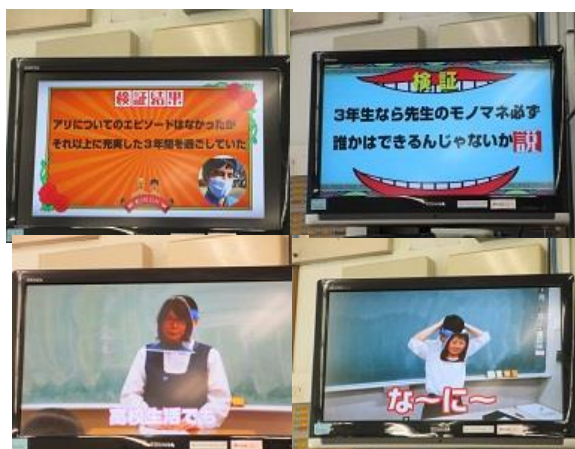 検証結果
アリについてのエピソードはなかったが
それ以上に充実した3年間を過ごしていた
検証
3年生なら先生のモノマネ必ず
誰かはできるんじゃないか説
TOSHIBA
高校生活でも
な〜に〜